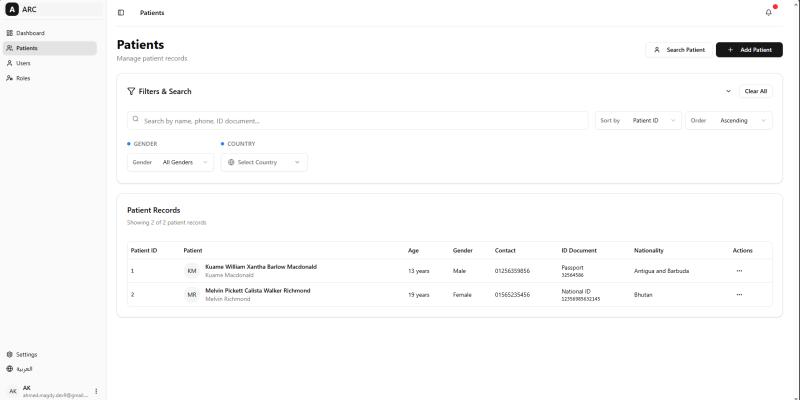 A ARC
Dashboard
Patients
Users
Roles
Settings
العربية
AK AK
ahmed.magdy.dev9@gmail....
Patients
Patients
Manage patient records
Search Patient
Add Patient
Filters & Search
Clear All
Search by name, phone, ID document...
Sort by Patient ID
Order Ascending
GENDER COUNTRY
Gender All Genders
Select Country
Patient Records
Showing 2 of 2 patient records
Patient ID Patient Age Gender Contact ID Document Nationality Actions
1 KM Kuame William Xantha Barlow Macdonald
Kuame Macdonald
13 years Male 01256359856
Passport
32564586
Antigua and Barbuda
2 MR Melvin Pickett Calista Walker Richmond
Melvin Richmond
19 years Female 01565235456
National ID
12356985632145
Bhutan